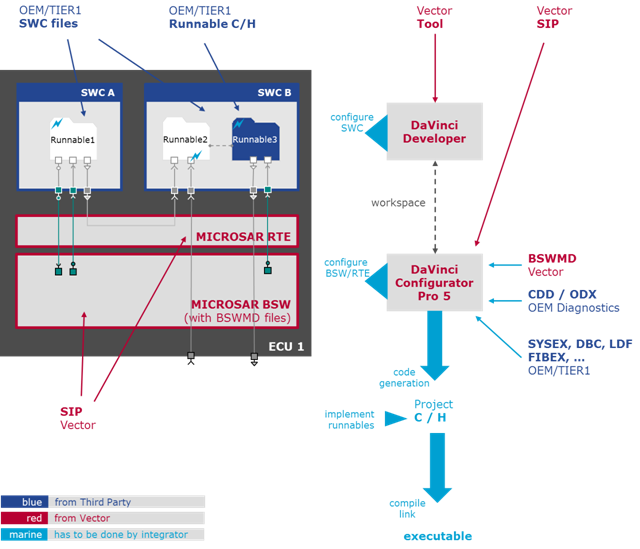 OEM/TIER1
SWC files
OEM/TIER1
Runnable C/H
Vector
Tool
Vector
SIP
SWC A
SWC B
Runnable1
Runnable2
Runnable3
MICROSAR RTE
MICROSAR BSW
(with BSWMD files)
ECU 1
SIP
Vector
configure
SWC
DaVinci
Developer
workspace
configure
BSW/RTE
DaVinci
Configurator
Pro 5
BSWMD
Vector
CDD / ODX
OEM Diagnostics
SYSEX, DBC, LDF
FIBEX, ...
OEM/TIER1
code
generation
implement
runnables
Project
C / H
compile
link
executable
blue from Third Party
red from Vector
marine has to be done by integrator